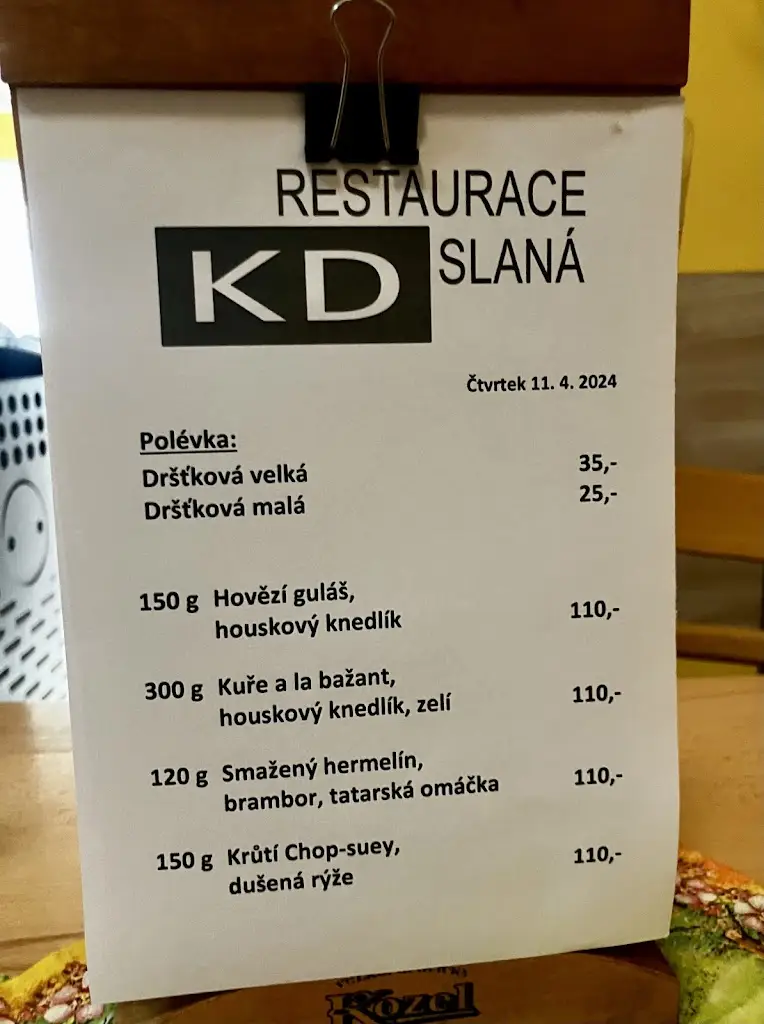 RESTAURACE
KD SLANÁ
Čtvrtek 11. 4. 2024
Polévka:
Dršťková velká 35,-
Dršťková malá 25,-
150 g Hovězí guláš,
houskový knedlík 110,-
300 g Kuře a la bažant,
houskový knedlík, zelí 110,-
120 g Smažený hermelín,
brambor, tatarská omáčka 110,-
150 g Krůtí Chop-suey,
dušená rýže 110,-
Kozel